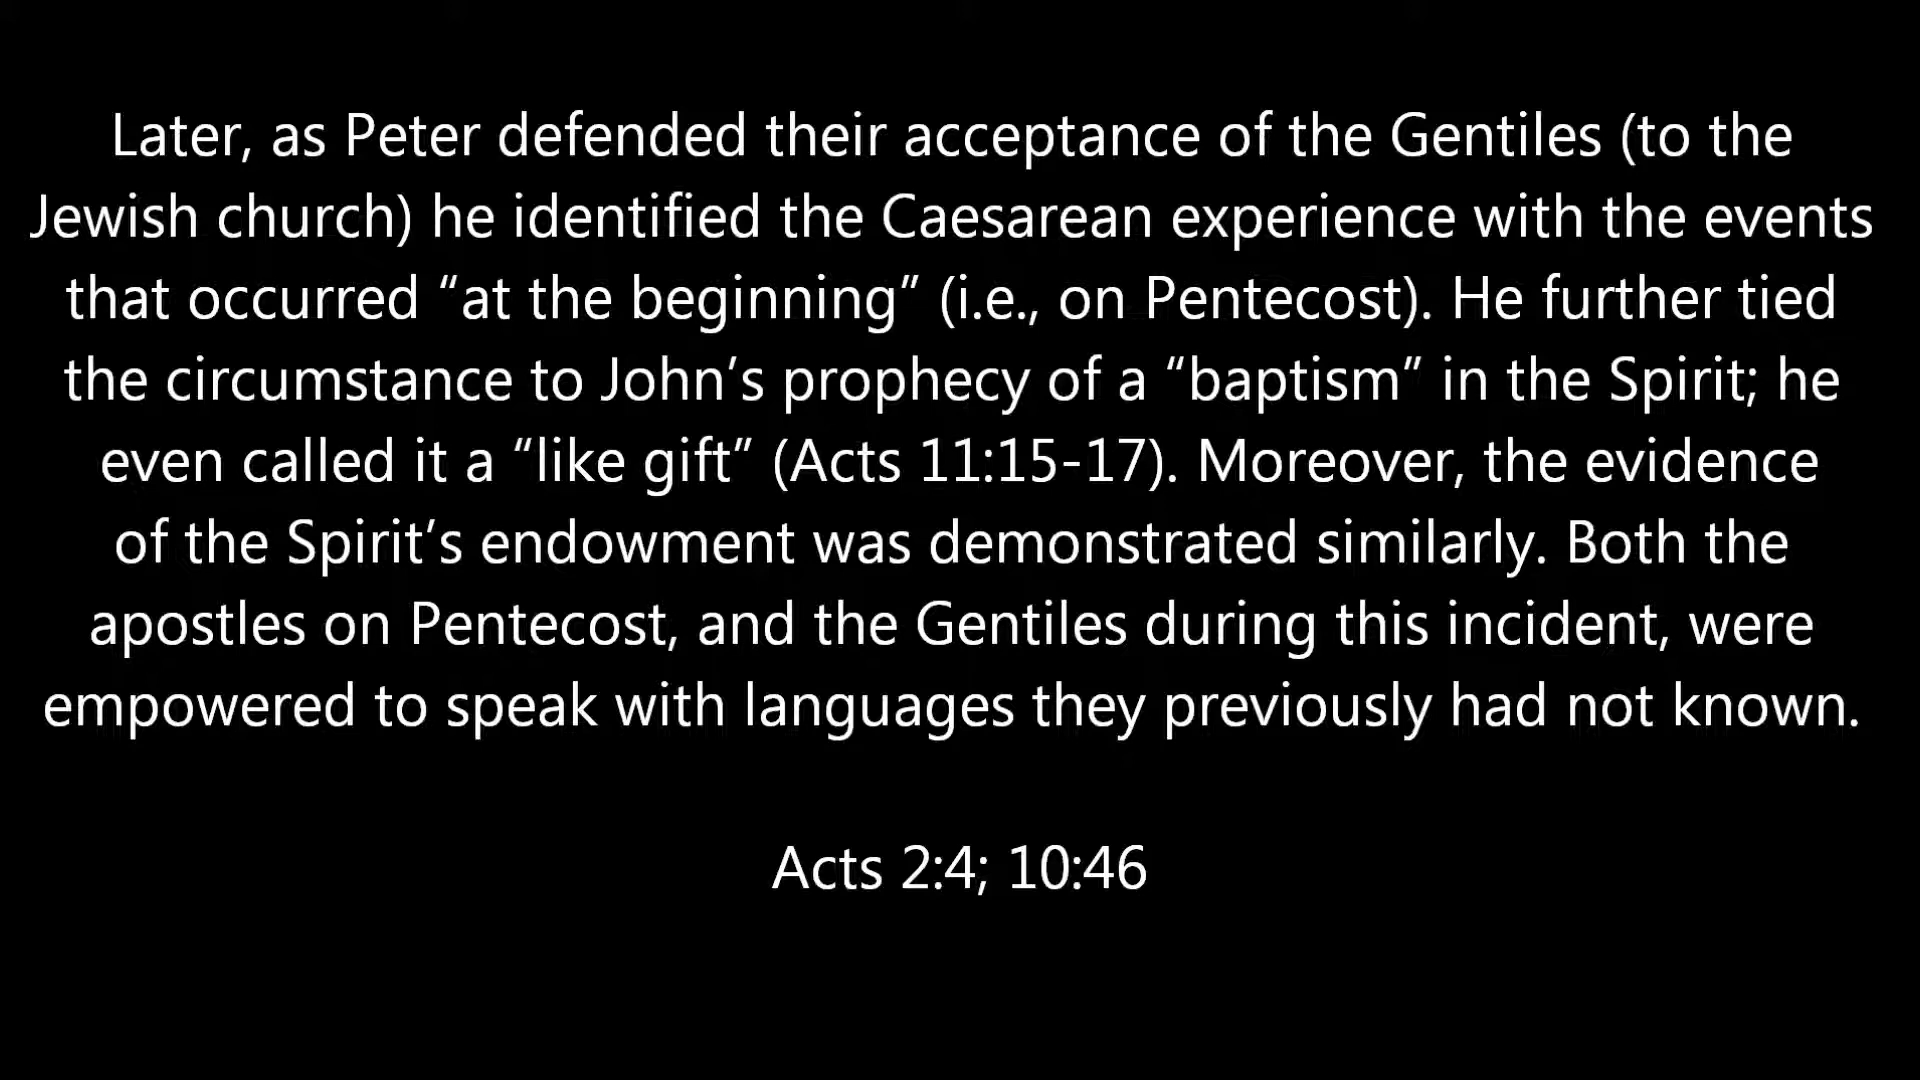 Later, as Peter defended their acceptance of the Gentiles (to the
Jewish church) he identified the Caesarean experience with the events
that occurred “at the beginning” (i.e., on Pentecost). He further tied
the circumstance to John’s prophecy of a “baptism” in the Spirit; he
even called it a “like gift” (Acts 11:15-17). Moreover, the evidence
of the Spirit’s endowment was demonstrated similarly. Both the
apostles on Pentecost, and the Gentiles during this incident, were
empowered to speak with languages they previously had not known.
Acts 2:4; 10:46